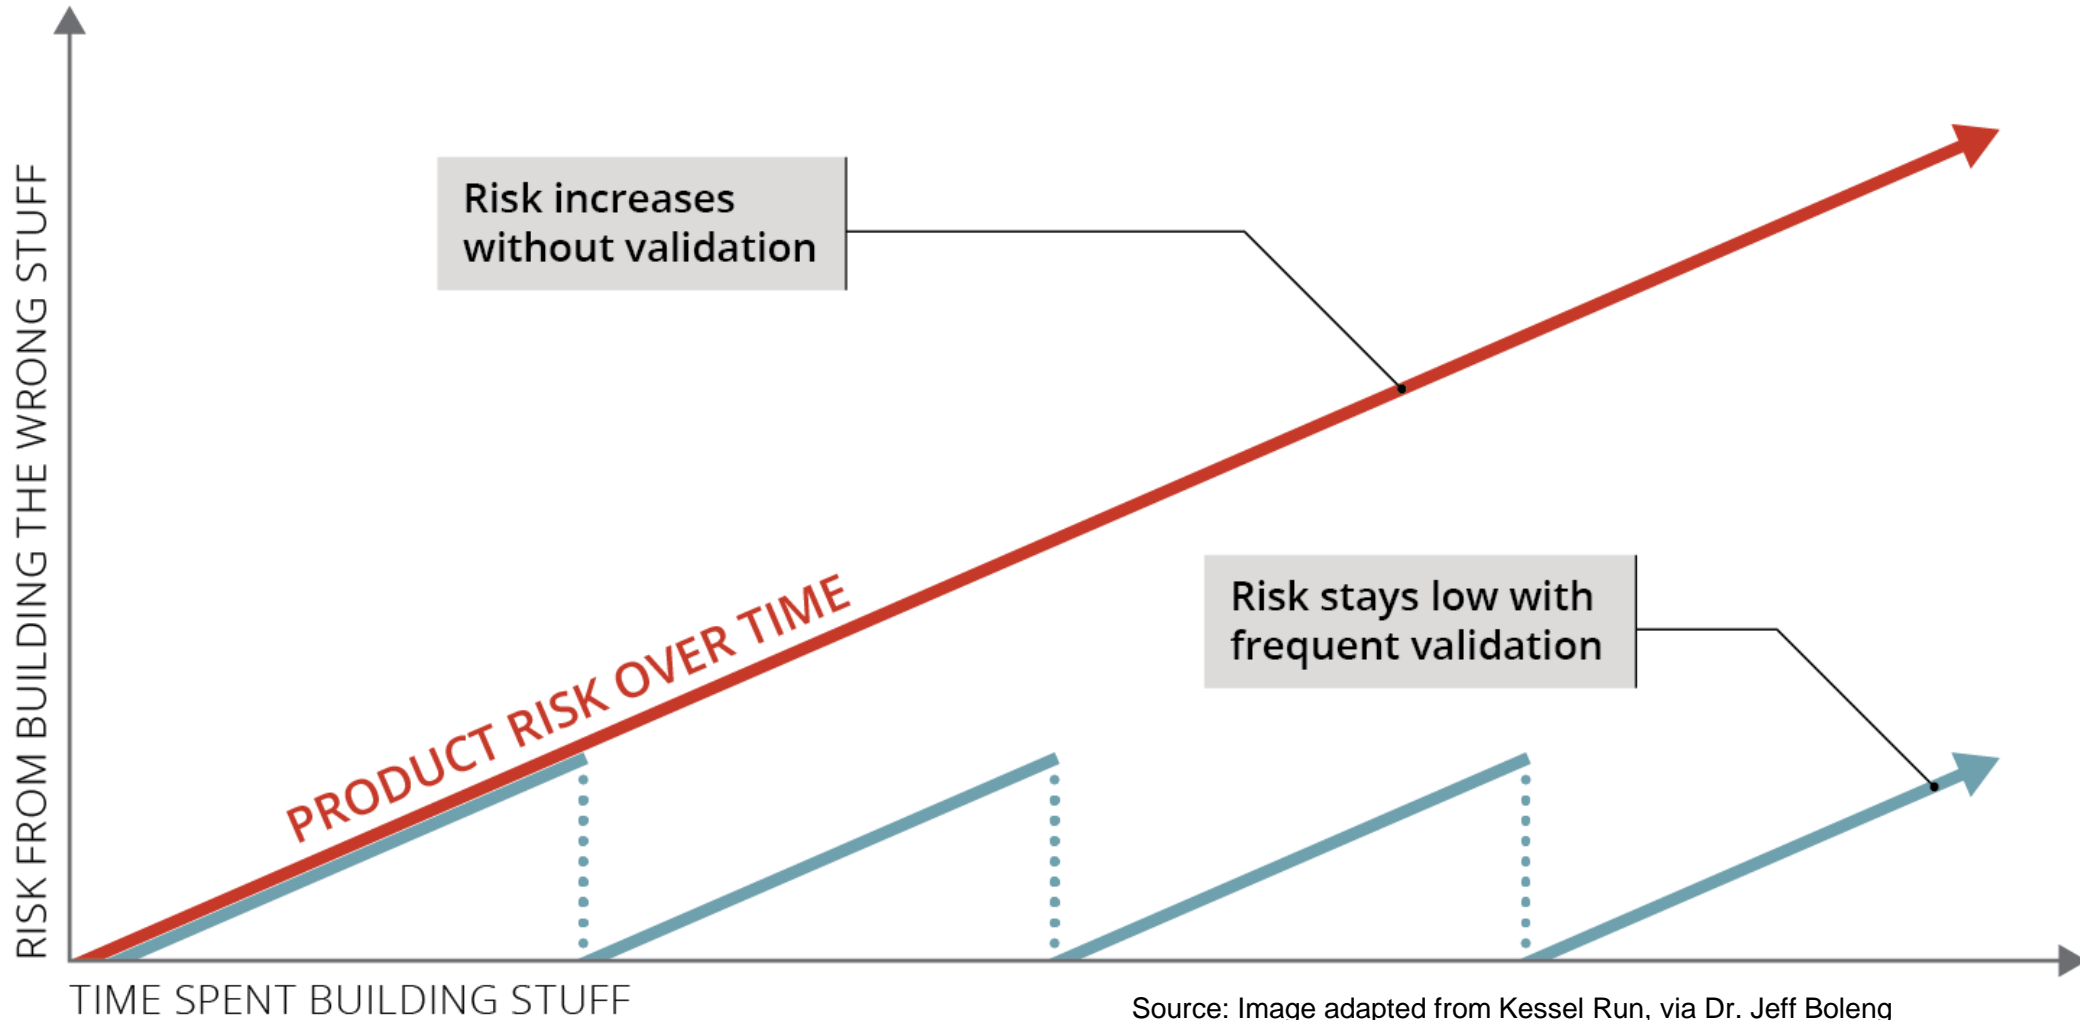 RISK FROM BUILDING THE WRONG STUFF
Risk increases
without validation
PRODUCT RISK OVER TIME
Risk stays low with
frequent validation
TIME SPENT BUILDING STUFF
Source: Image adapted from Kessel Run, via Dr. Jeff Boleng